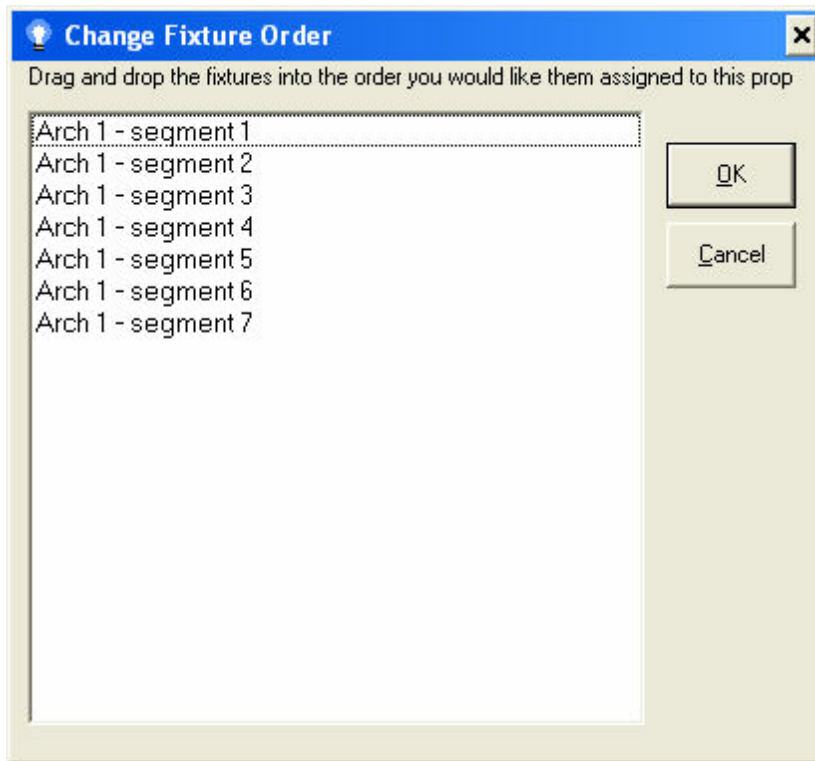 Change Fixture Order
Drag and drop the fixtures into the order you would like them assigned to this prop
Arch 1 - segment 1
Arch 1 - segment 2
Arch 1 - segment 3
Arch 1 - segment 4
Arch 1 - segment 5
Arch 1 - segment 6
Arch 1 - segment 7
OK
Cancel